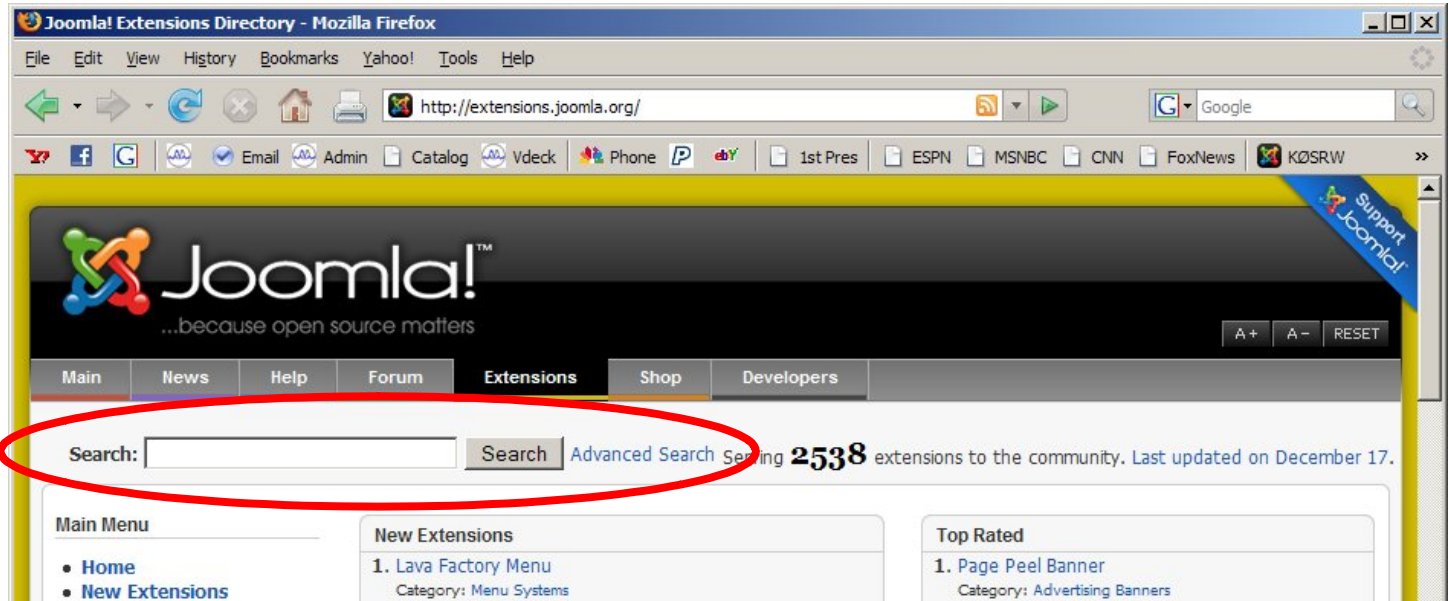 Joomla! Extensions Directory - Mozilla Firefox
File Edit View History Bookmarks Yahoo! Tools Help
http://extensions.joomla.org/ G Google
Y? f G Email Admin Catalog Vdeck Phone P ebY 1st Pres ESPN MSNBC CNN FoxNews KØSRW »
Support Joomla!
Joomla!™
...because open source matters
A+ A- RESET
Main News Help Forum Extensions Shop Developers
Search: Search Advanced Search Serving 2538 extensions to the community. Last updated on December 17.
Main Menu
• Home
• New Extensions
New Extensions
1. Lava Factory Menu
Category: Menu Systems
Top Rated
1. Page Peel Banner
Category: Advertising Banners